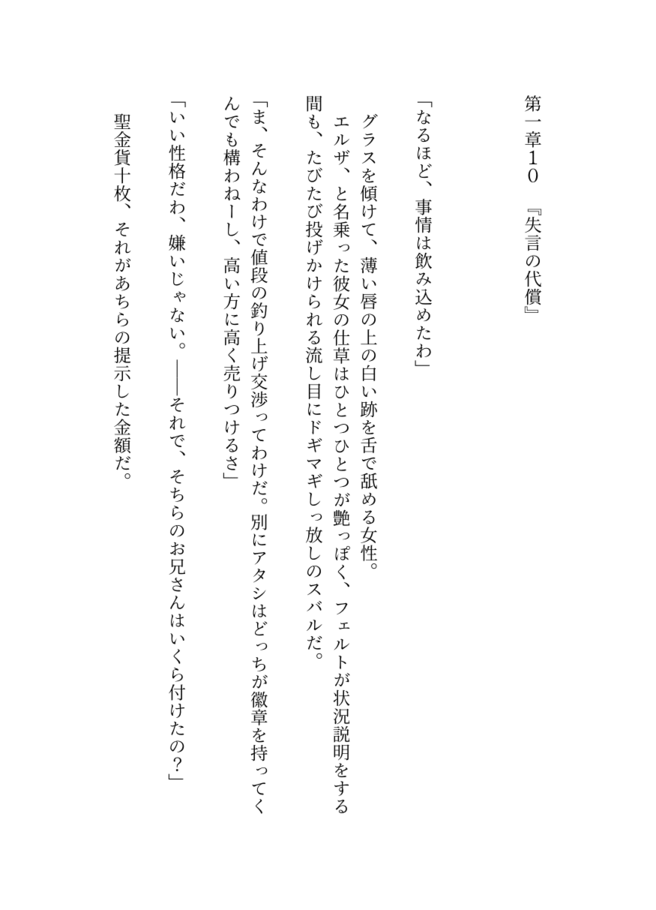 第一章１０　『失言の代償』
「なるほど、事情は飲み込めたわ」
　グラスを傾けて、薄い唇の上の白い跡を舌で舐める女性。
　エルザ、と名乗った彼女の仕草はひとつひとつが艶っぽく、フェルトが状況説明をする
間も、たびたび投げかけられる流し目にドギマギしっ放しのスバルだ。
「ま、そんなわけで値段の釣り上げ交渉ってわけだ。別にアタシはどっちが徽章を持ってく
んでも構わねーし、高い方に高く売りつけるさ」
「いい性格だわ、嫌いじゃない。――それで、そちらのお兄さんはいくら付けたの？」
　聖金貨十枚、それがあちらの提示した金額だ。